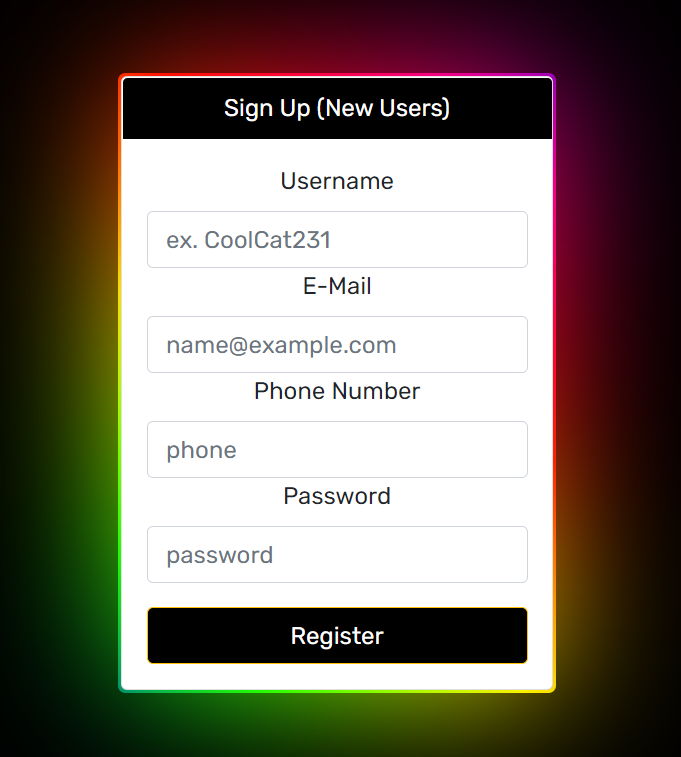 Sign Up (New Users)
Username
ex. CoolCat231
E-Mail
name@example.com
Phone Number
phone
Password
password
Register